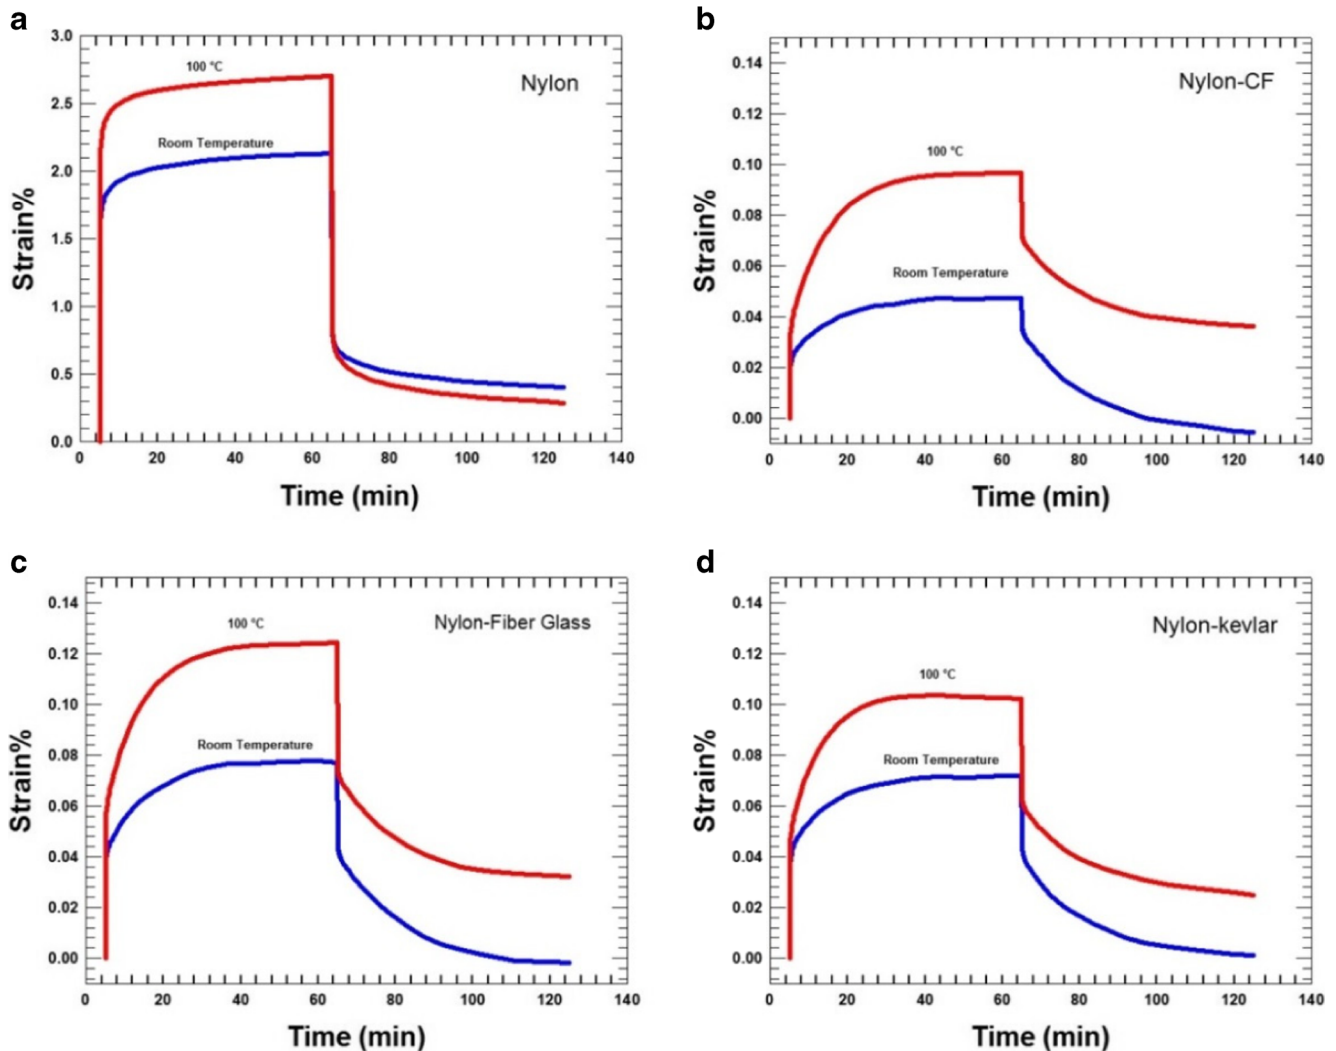 a
3.0
2.5
2.0
1.5
1.0
0.5
0.0
Strain%
100 °C
Nylon
Room Temperature
0 20 40 60 80 100 120 140
Time (min)
b
0.14
0.12
0.10
0.08
0.06
0.04
0.02
0.00
Strain%
Nylon-CF
100 °C
Room Temperature
0 20 40 60 80 100 120 140
Time (min)
c
0.14
0.12
0.10
0.08
0.06
0.04
0.02
0.00
Strain%
100 °C
Nylon-Fiber Glass
Room Temperature
0 20 40 60 80 100 120 140
Time (min)
d
0.14
0.12
0.10
0.08
0.06
0.04
0.02
0.00
Strain%
Nylon-kevlar
100 °C
Room Temperature
0 20 40 60 80 100 120 140
Time (min)